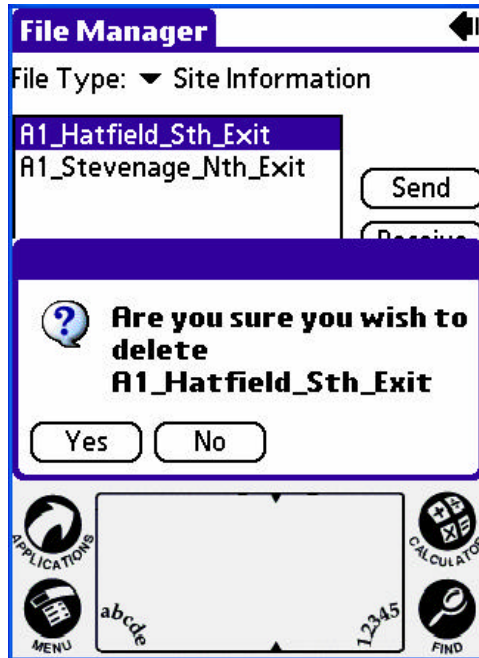 File Manager
File Type: Site Information
A1_Hatfield_Sth_Exit
A1_Stevenage_Nth_Exit
Send
Receive
Are you sure you wish to
delete
A1_Hatfield_Sth_Exit
Yes
No
APPLICATIONS
CALCULATOR
MENU
abcde
12345
FIND